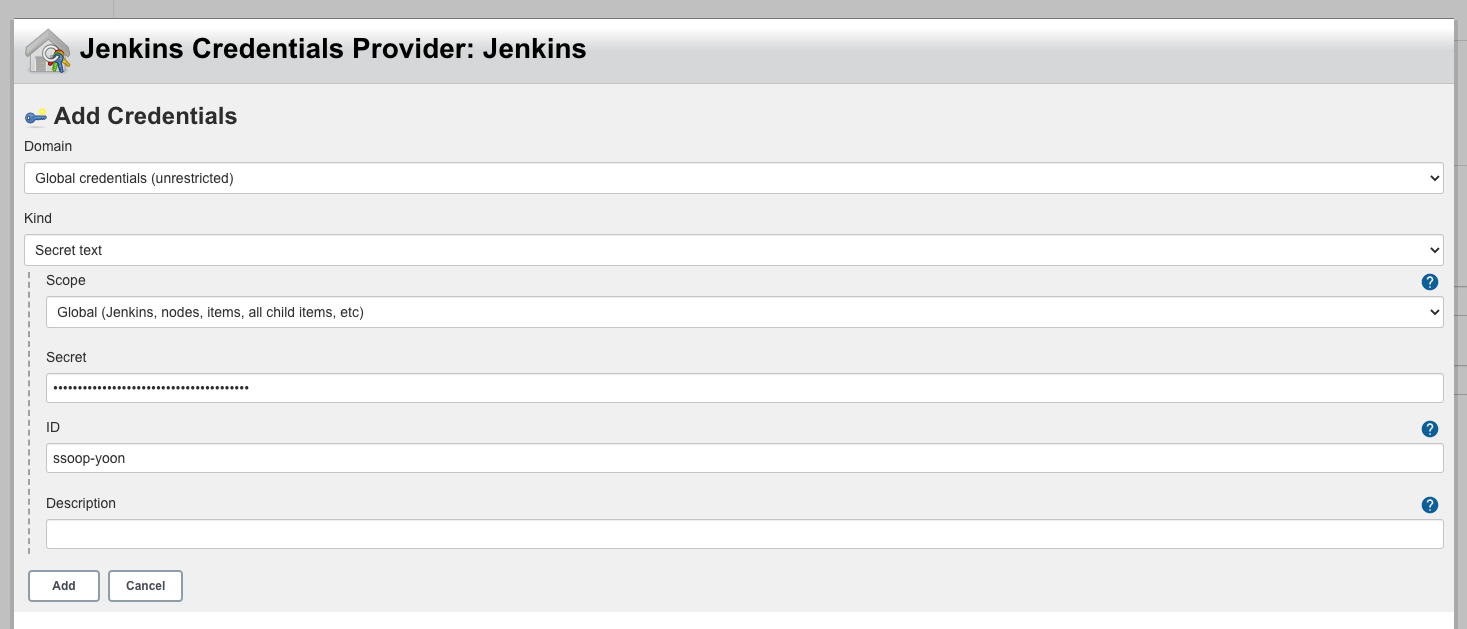 Jenkins Credentials Provider: Jenkins
Add Credentials
Domain
Global credentials (unrestricted)
Kind
Secret text
Scope
?
Global (Jenkins, nodes, items, all child items, etc)
Secret
••••••••••••••••••••••••••••••••••••••••
ID
?
ssoop-yoon
Description
?
Add Cancel